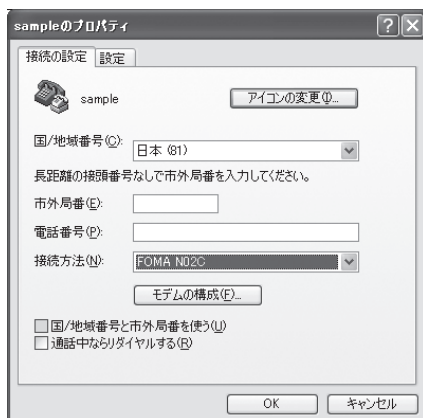 sampleのプロパティ
接続の設定 設定
sample
アイコンの変更(I)...
国/地域番号(C):
日本 (81)
長距離の接頭番号なしで市外局番を入力してください。
市外局番(E):
電話番号(P):
接続方法(N):
FOMA N02C
モデムの構成(F)...
国/地域番号と市外局番を使う(U)
通話中ならリダイヤルする(R)
OK キャンセル